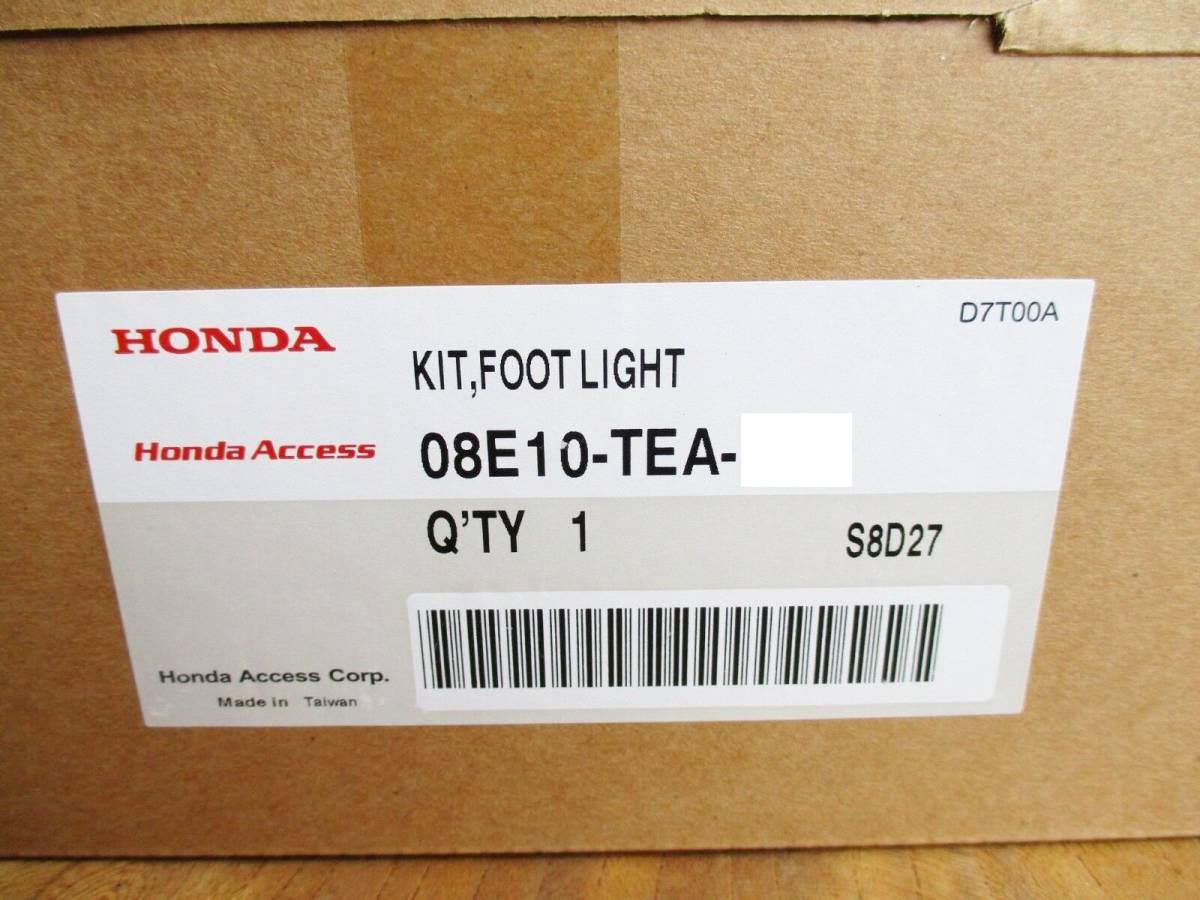 D7T00A
HONDA
KIT,FOOT LIGHT
Honda Access
08E10-TEA-
Q'TY 1
S8D27
Honda Access Corp.
Made in Taiwan